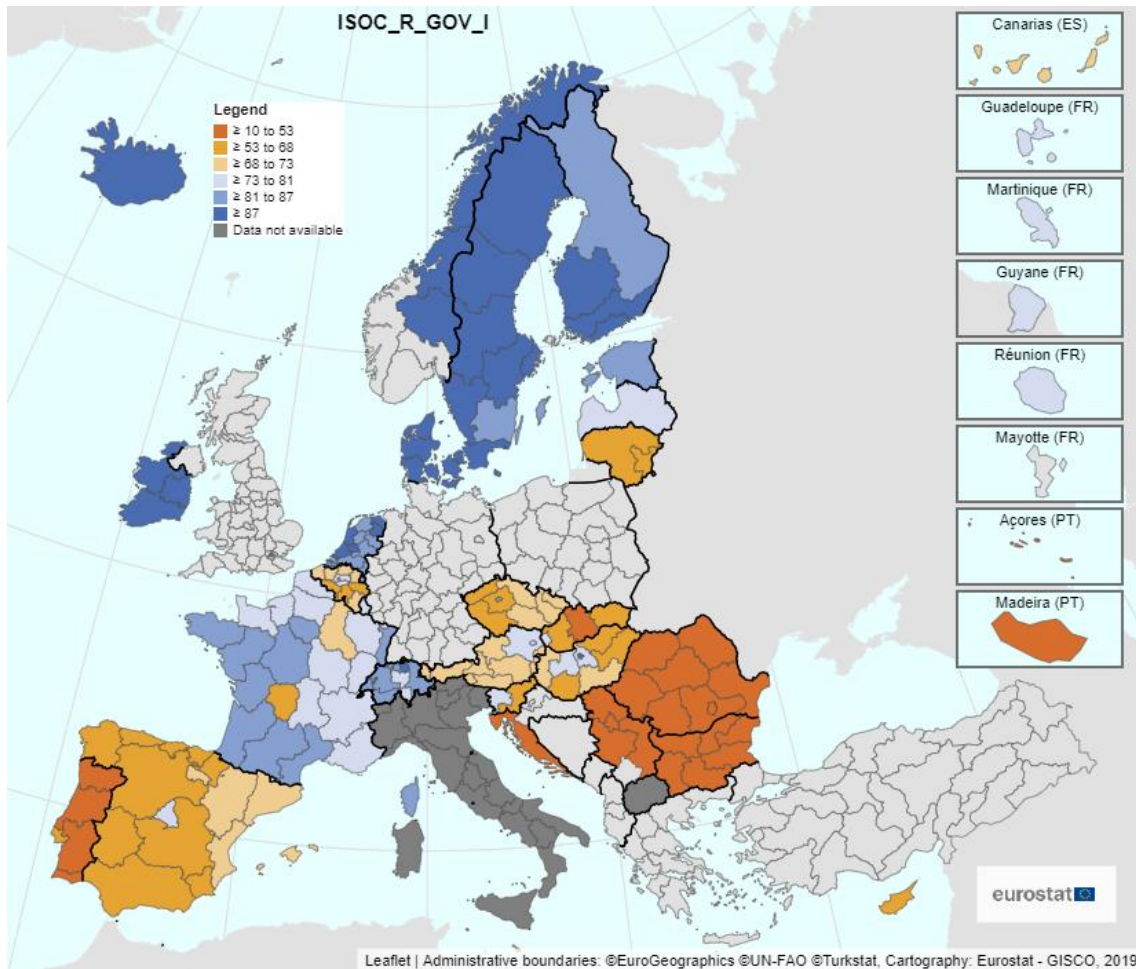 ISOC_R_GOV_I
Legend
≥ 10 to 53
≥ 53 to 68
≥ 68 to 73
≥ 73 to 81
≥ 81 to 87
≥ 87
Data not available
Canarias (ES)
Guadeloupe (FR)
Martinique (FR)
Guyane (FR)
Réunion (FR)
Mayotte (FR)
Açores (PT)
Madeira (PT)
eurostat
Leaflet | Administrative boundaries: ©EuroGeographics ©UN-FAO ©Turkstat, Cartography: Eurostat - GISCO, 2019